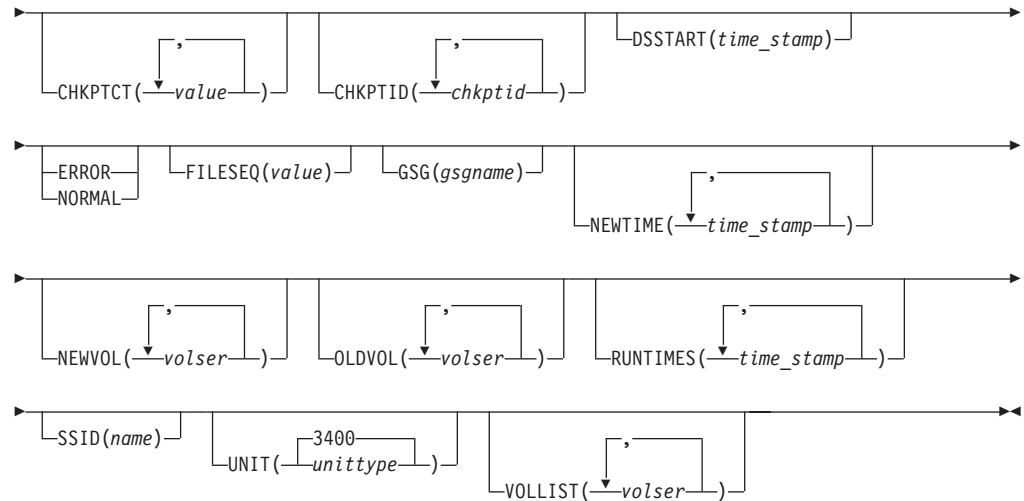 , , DSSTART(time_stamp)
CHKPTCT( value ) CHKPTID( chkptid )
ERROR FILESEQ(value) GSG(gsgname) ,
NORMAL NEWTIME( time_stamp )
, , ,
NEWVOL( volser ) OLDVOL( volser ) RUNTIMES( time_stamp )
SSID(name) 3400 ,
UNIT( unittype )
VOLLIST( volser )